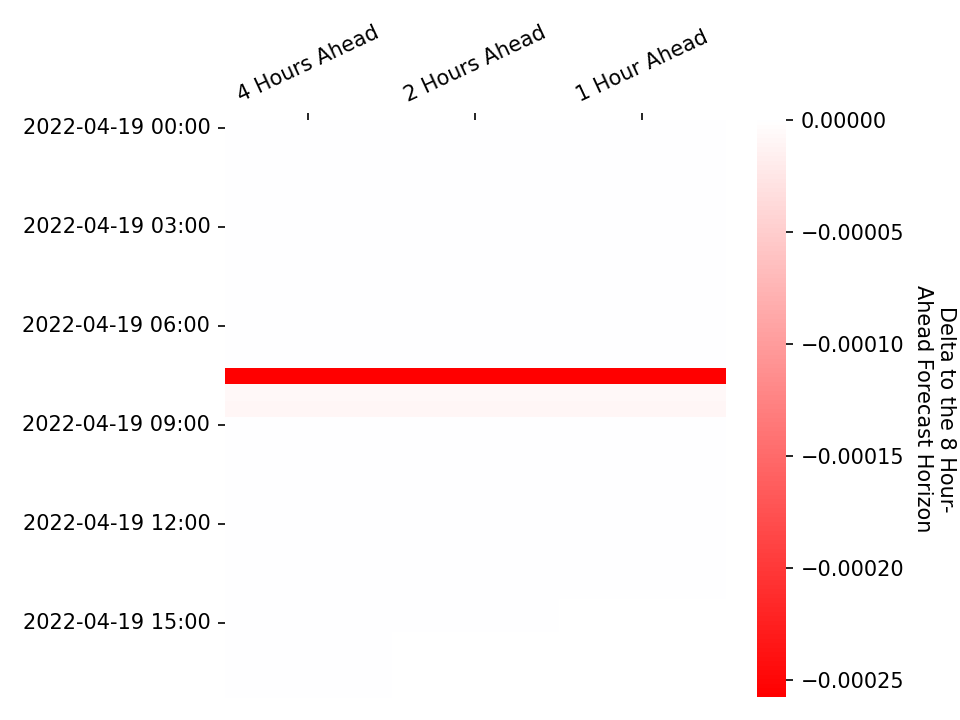 4 Hours Ahead
2 Hours Ahead
1 Hour Ahead
2022-04-19 00:00
2022-04-19 03:00
2022-04-19 06:00
2022-04-19 09:00
2022-04-19 12:00
2022-04-19 15:00
0.00000
−0.00005
−0.00010
−0.00015
−0.00020
−0.00025
Delta to the 8 Hour-
Ahead Forecast Horizon